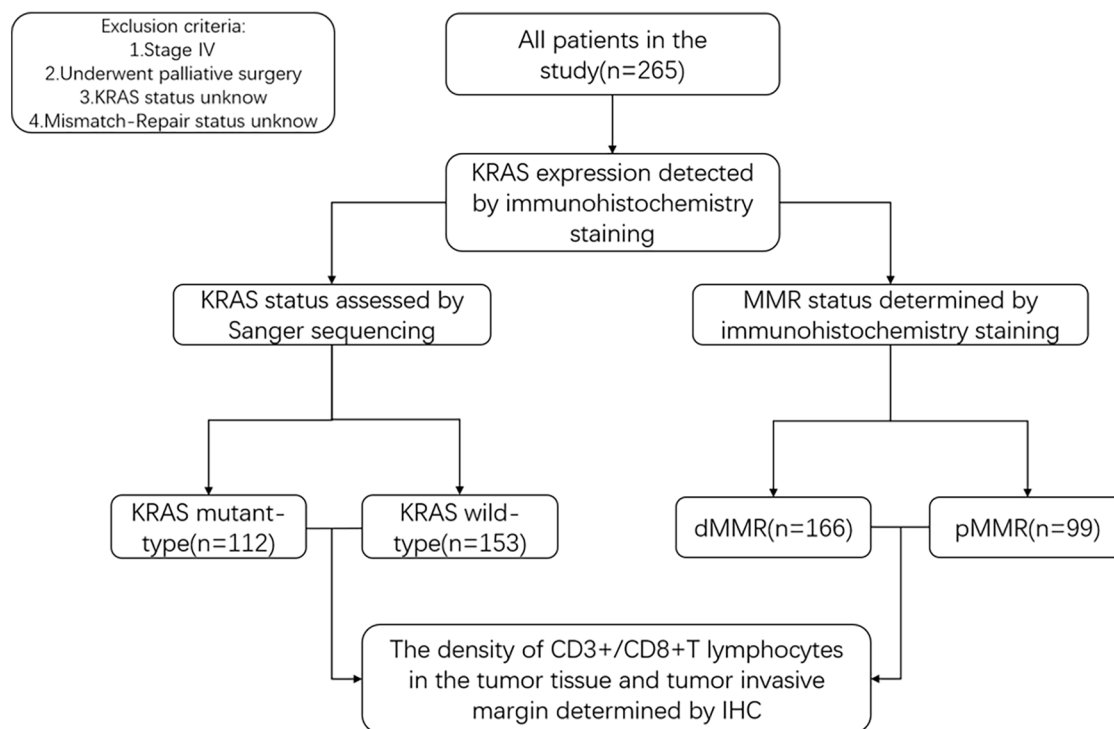 Exclusion criteria:
1.Stage IV
2.Underwent palliative surgery
3.KRAS status unknow
4.Mismatch-Repair status unknow
All patients in the
study(n=265)
KRAS expression detected
by immunohistochemistry
staining
KRAS status assessed by
Sanger sequencing
MMR status determined by
immunohistochemistry staining
KRAS mutant-
type(n=112)
KRAS wild-
type(n=153)
dMMR(n=166)
pMMR(n=99)
The density of CD3+/CD8+T lymphocytes
in the tumor tissue and tumor invasive
margin determined by IHC